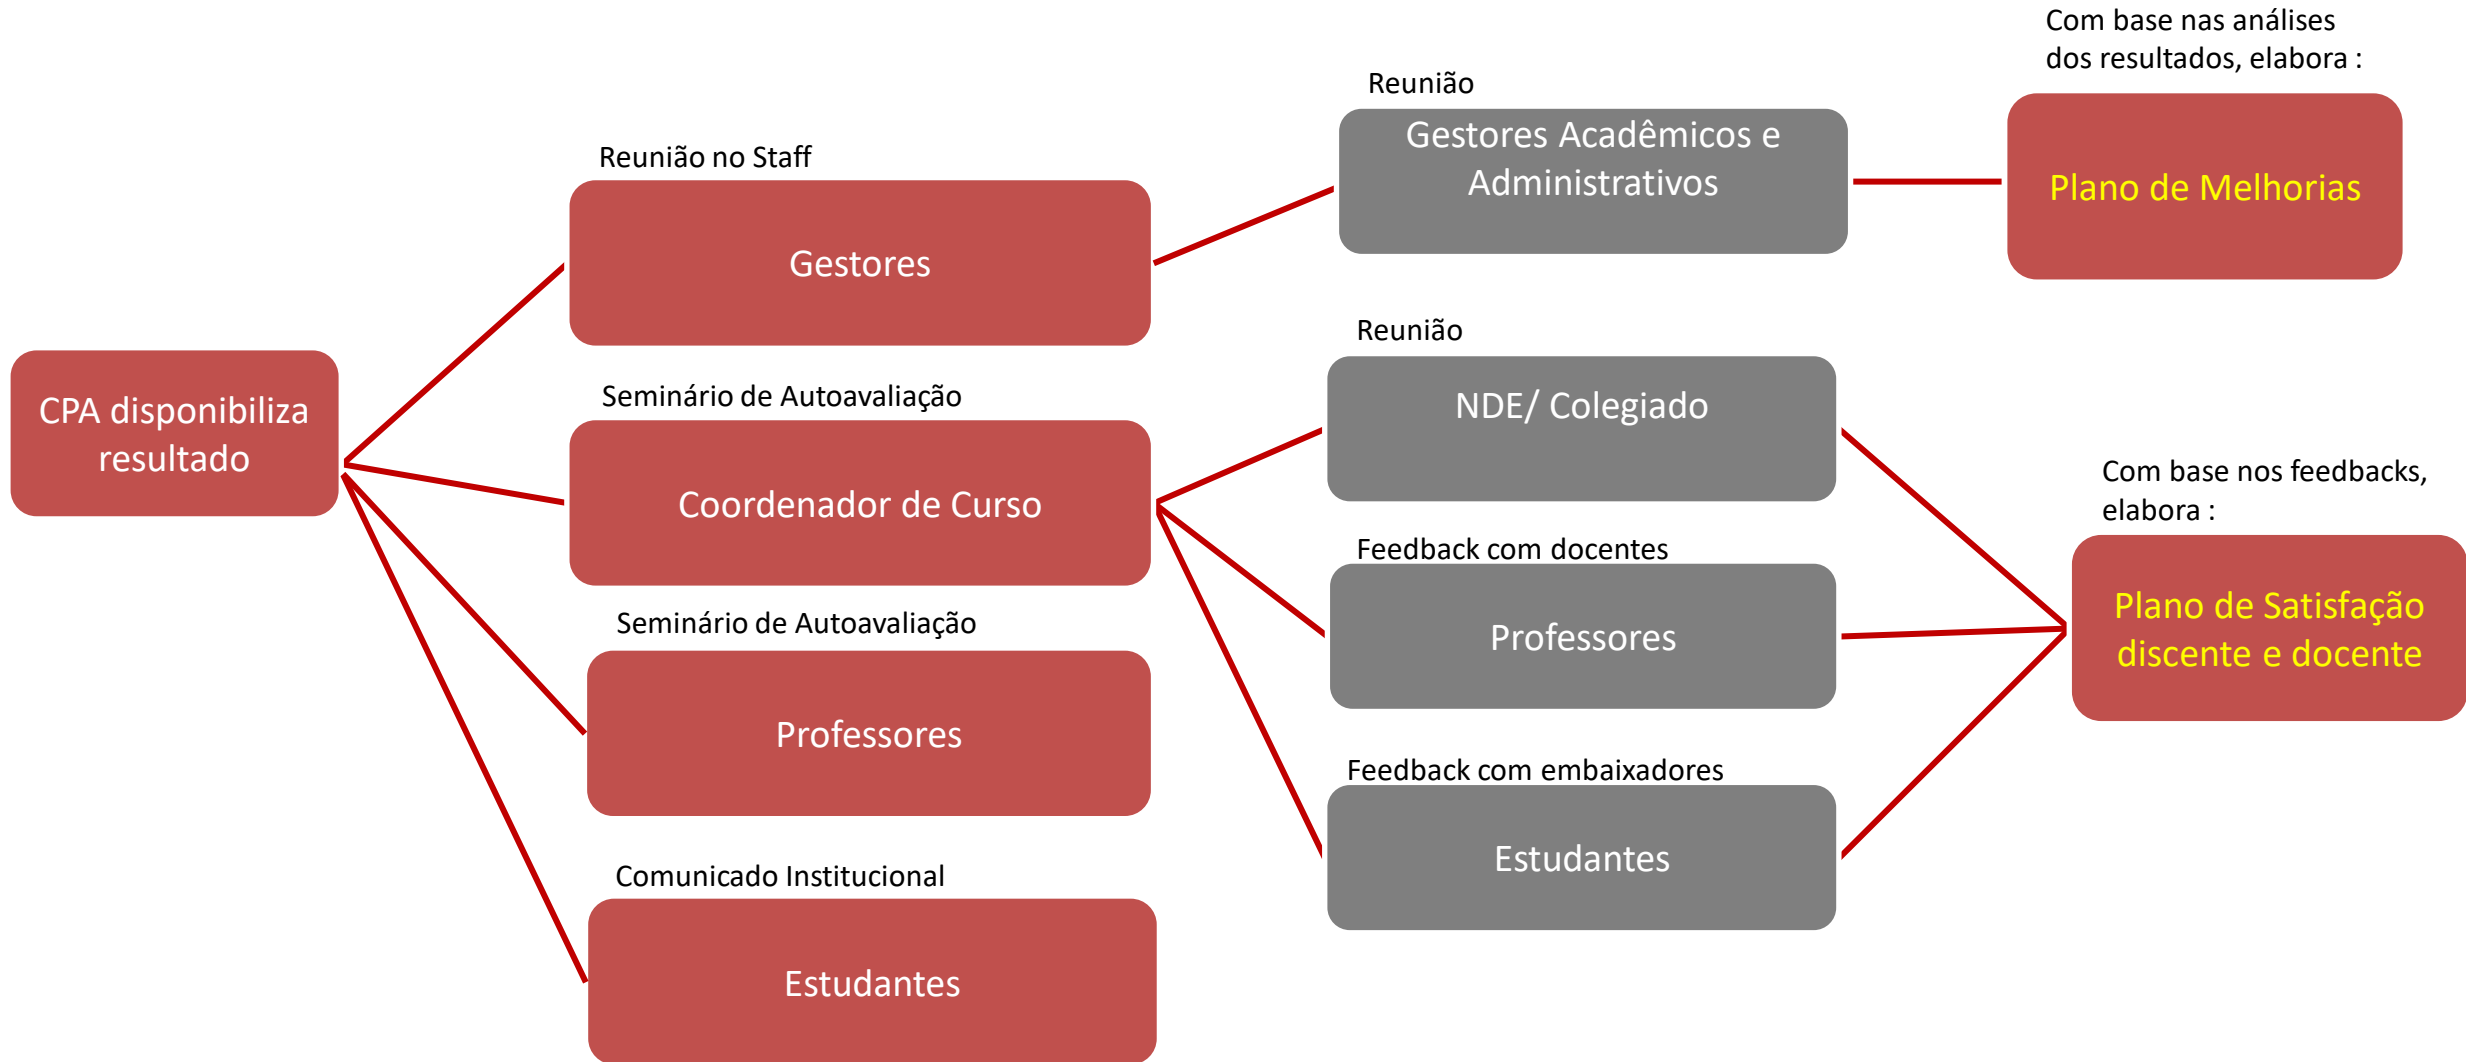 CPA disponibiliza
resultado
Reunião no Staff
Gestores
Seminário de Autoavaliação
Coordenador de Curso
Seminário de Autoavaliação
Professores
Comunicado Institucional
Estudantes
Reunião
Gestores Acadêmicos e
Administrativos
Reunião
NDE/ Colegiado
Feedback com docentes
Professores
Feedback com embaixadores
Estudantes
Com base nas análises
dos resultados, elabora :
Plano de Melhorias
Com base nos feedbacks,
elabora :
Plano de Satisfação
discente e docente